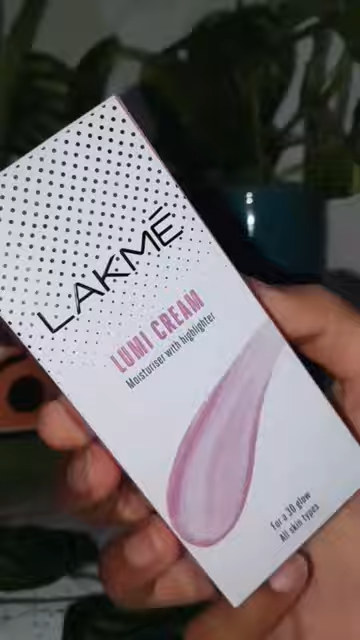 LAKMĒ
LUMI CREAM
Moisturiser with highlighter
For a 3D glow
All skin types